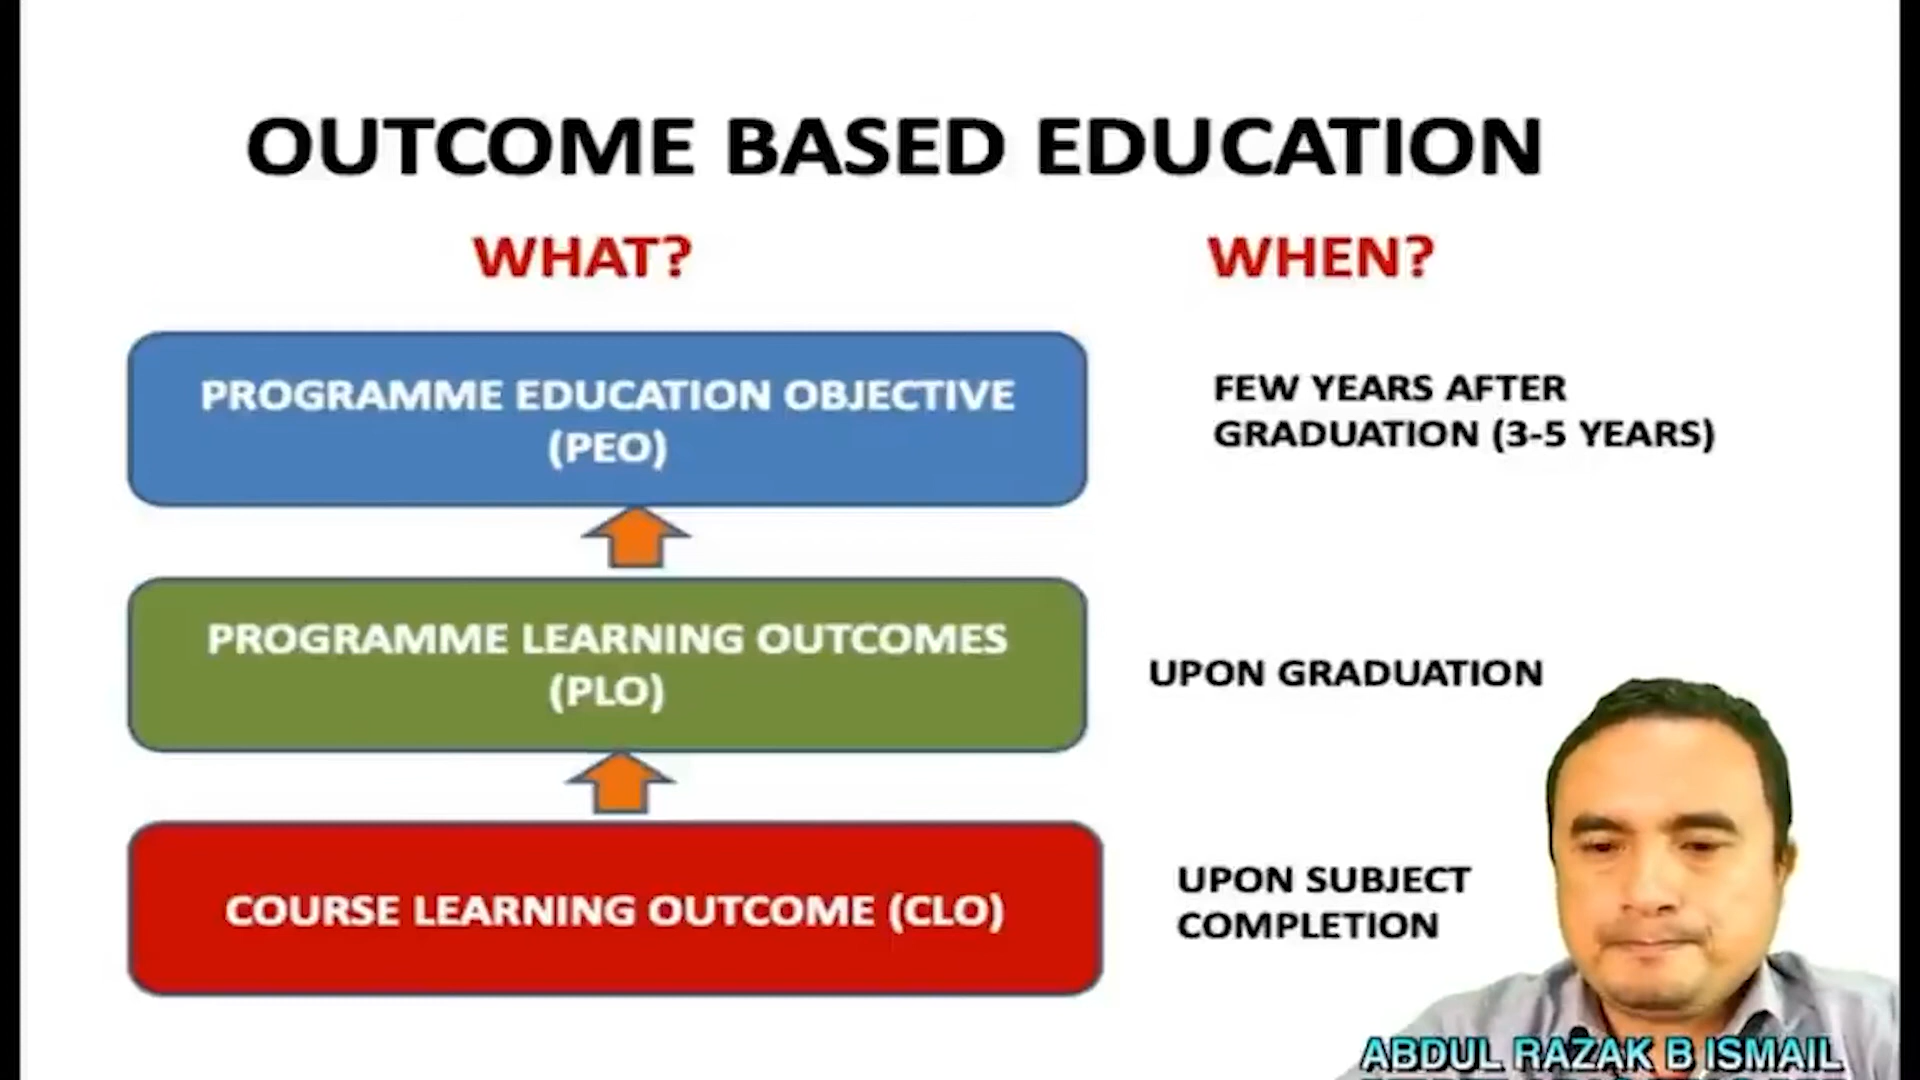 OUTCOME BASED EDUCATION
WHAT?
WHEN?
PROGRAMME EDUCATION OBJECTIVE
(PEO)
FEW YEARS AFTER
GRADUATION (3-5 YEARS)
PROGRAMME LEARNING OUTCOMES
(PLO)
UPON GRADUATION
COURSE LEARNING OUTCOME (CLO)
UPON SUBJECT
COMPLETION
ABDUL RAZAK B ISMAIL